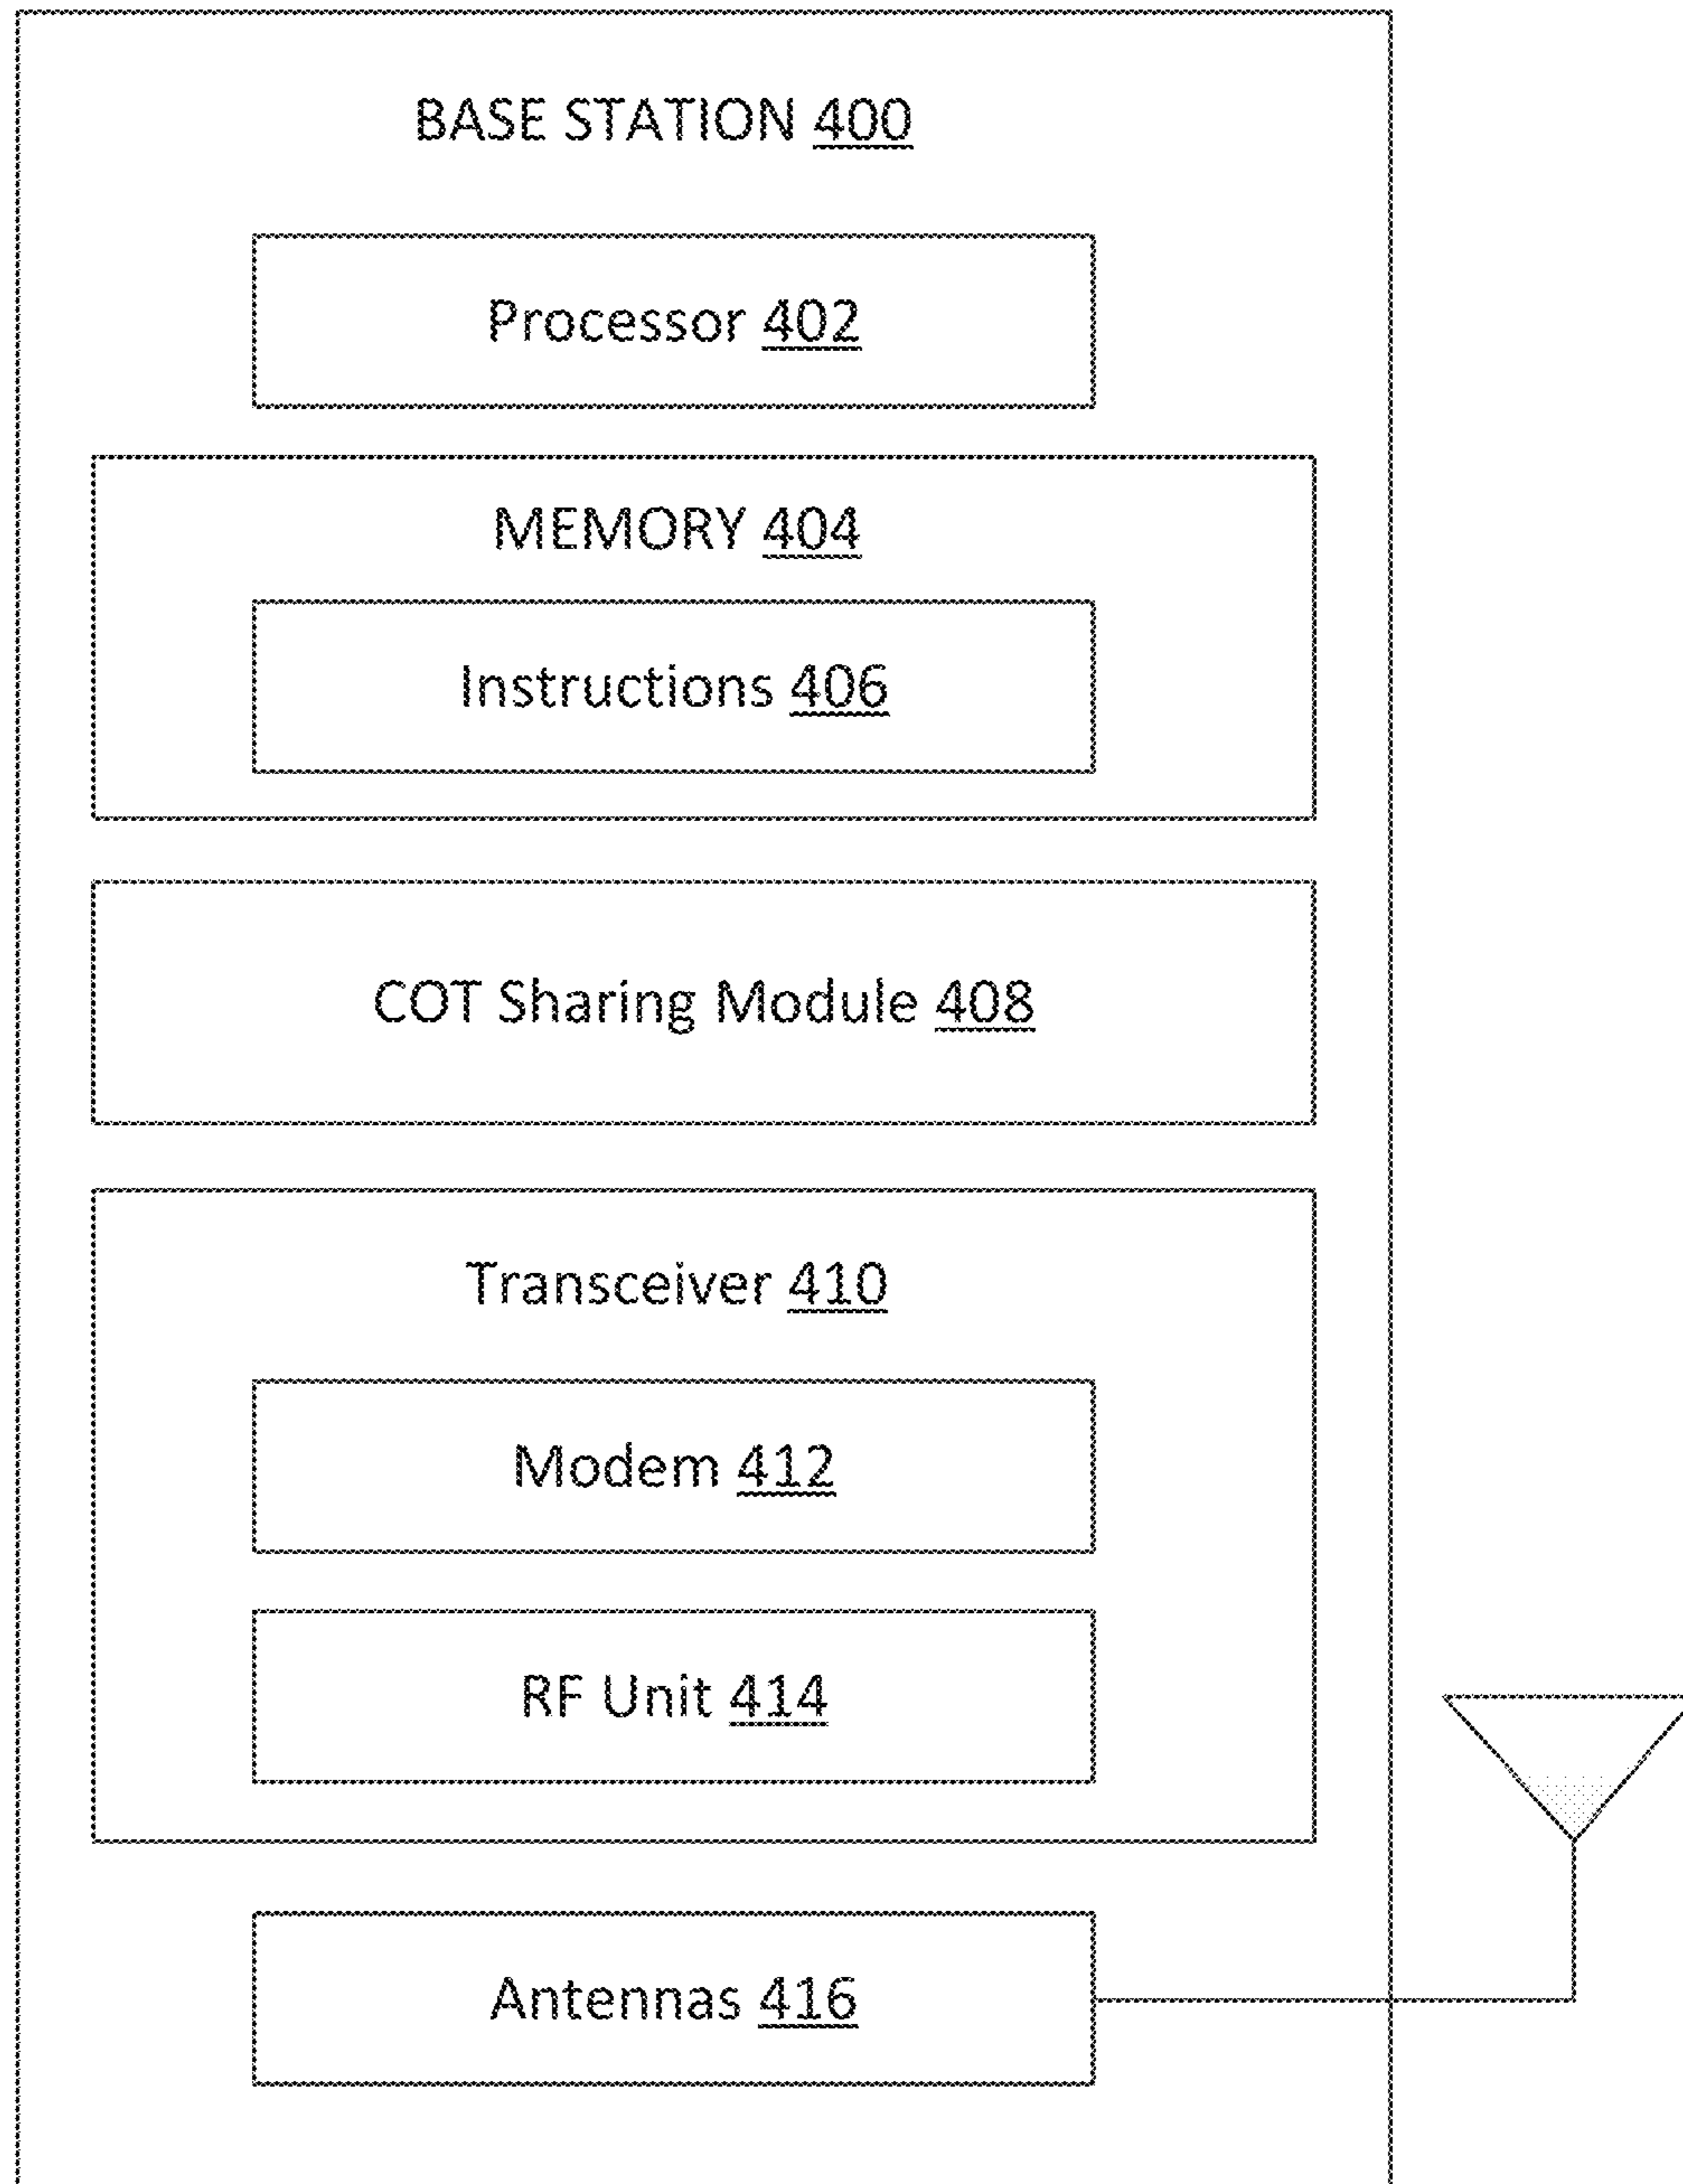 BASE STATION 400
Processor 402
MEMORY 404
Instructions 406
COT Sharing Module 408
Transceiver 410
Modem 412
RF Unit 414
Antennas 416